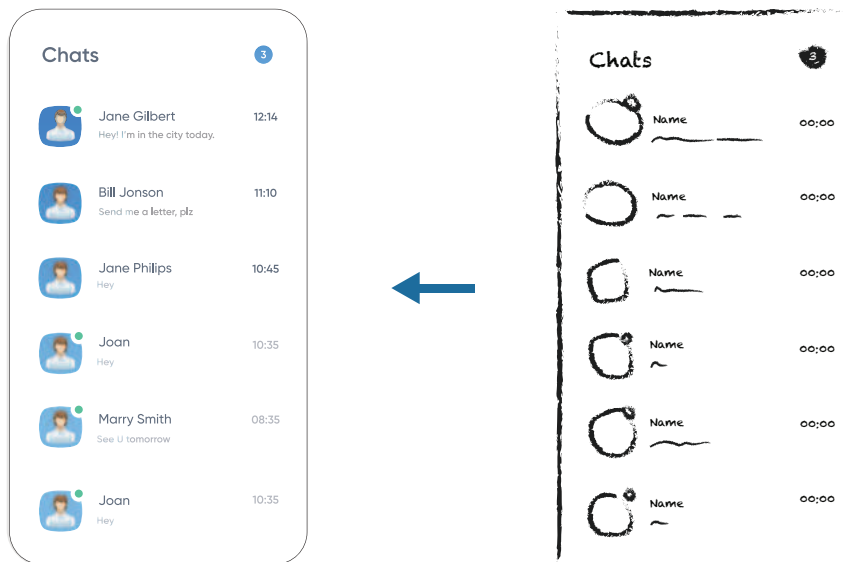 Chats
3
Jane Gilbert 12:14
Hey! I'm in the city today.
Bill Jonson 11:10
Send me a letter, plz
Jane Philips 10:45
Hey
Joan 10:35
Hey
Marry Smith 08:35
See U tomorrow
Joan 10:35
Hey
Chats
3
Name 00;00
Name 00;00
Name 00;00
Name 00;00
Name 00;00
Name 00;00